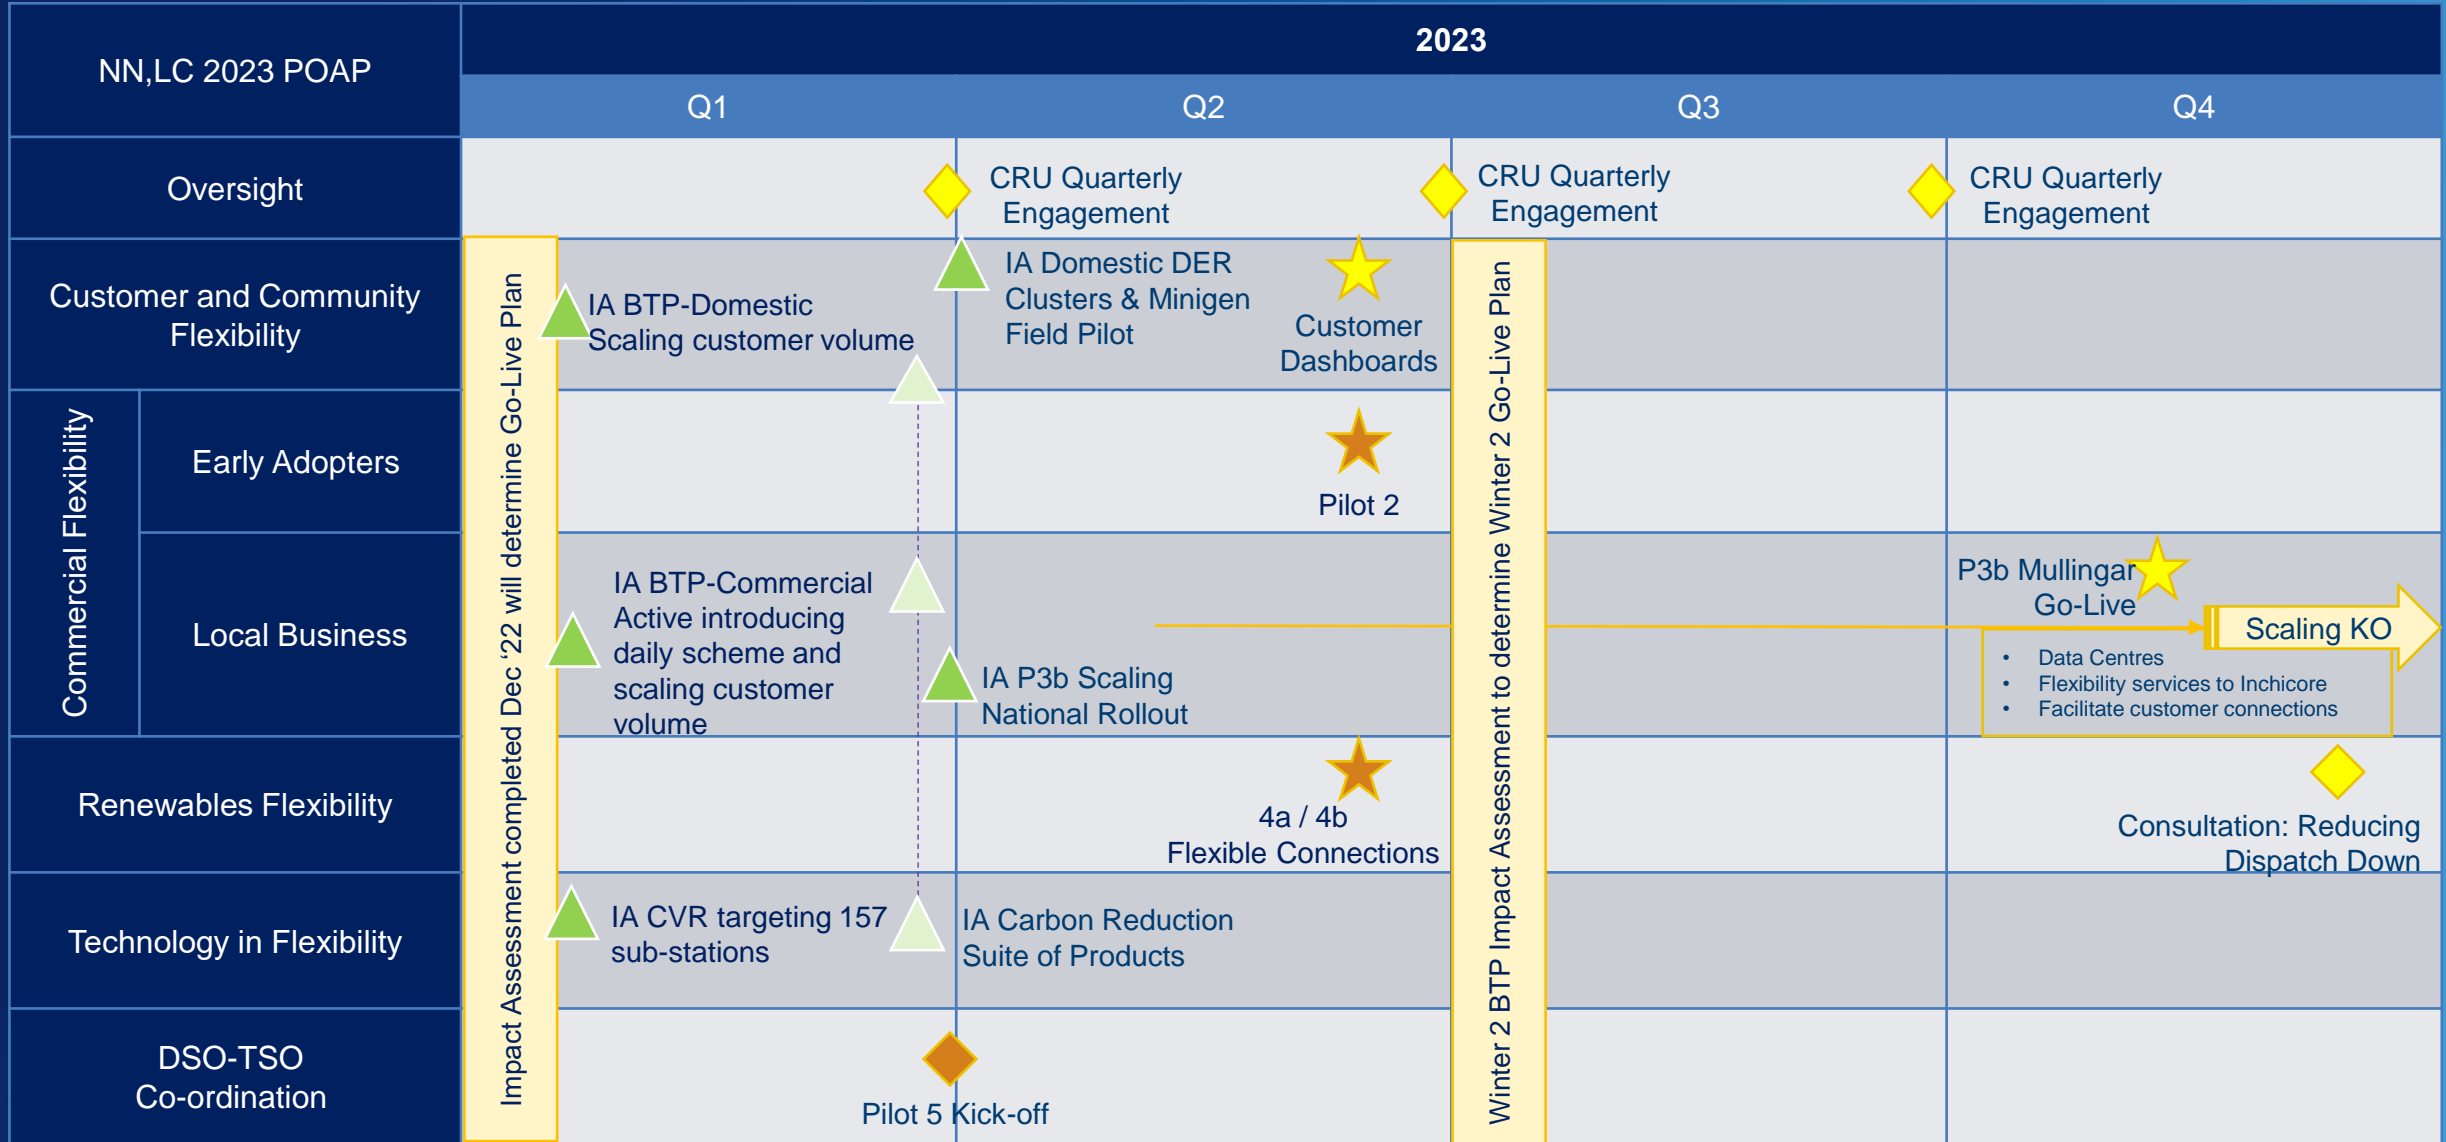 NN,LC 2023 POAP
2023
Q1
Q2
Q3
Q4
Oversight
CRU Quarterly
Engagement
CRU Quarterly
Engagement
CRU Quarterly
Engagement
Impact Assessment completed Dec ‘22 will determine Go-Live Plan
Winter 2 BTP Impact Assessment to determine Winter 2 Go-Live Plan
Customer and Community
Flexibility
IA BTP-Domestic
Scaling customer volume
IA Domestic DER
Clusters & Minigen
Field Pilot
Customer
Dashboards
Commercial Flexibility
Early Adopters
Pilot 2
Local Business
IA BTP-Commercial
Active introducing
daily scheme and
scaling customer
volume
IA P3b Scaling
National Rollout
P3b Mullingar
Go-Live
Scaling KO
• Data Centres
• Flexibility services to Inchicore
• Facilitate customer connections
Renewables Flexibility
4a / 4b
Flexible Connections
Consultation: Reducing
Dispatch Down
Technology in Flexibility
IA CVR targeting 157
sub-stations
IA Carbon Reduction
Suite of Products
DSO-TSO
Co-ordination
Pilot 5 Kick-off